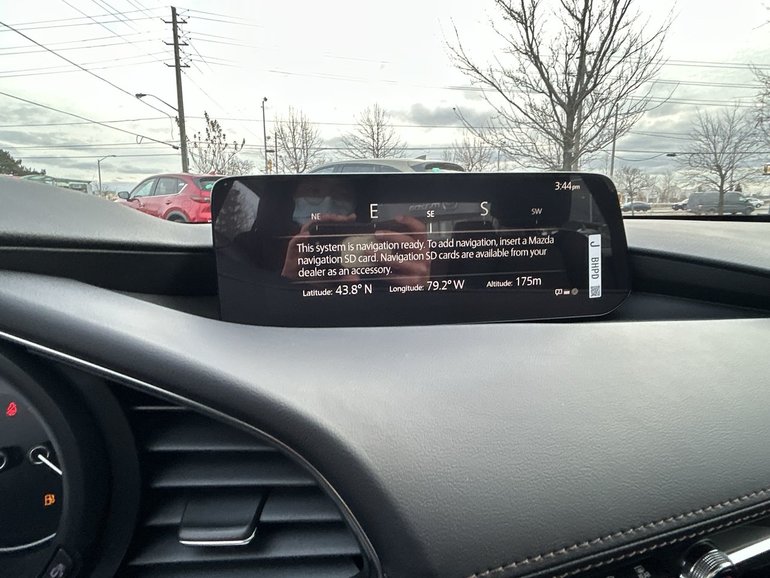 3:44pm
NE E SE S SW
This system is navigation ready. To add navigation, insert a Mazda
navigation SD card. Navigation SD cards are available from your
dealer as an accessory.
Latitude: 43.8° N Longitude: 79.2° W Altitude: 175m
J BHPD